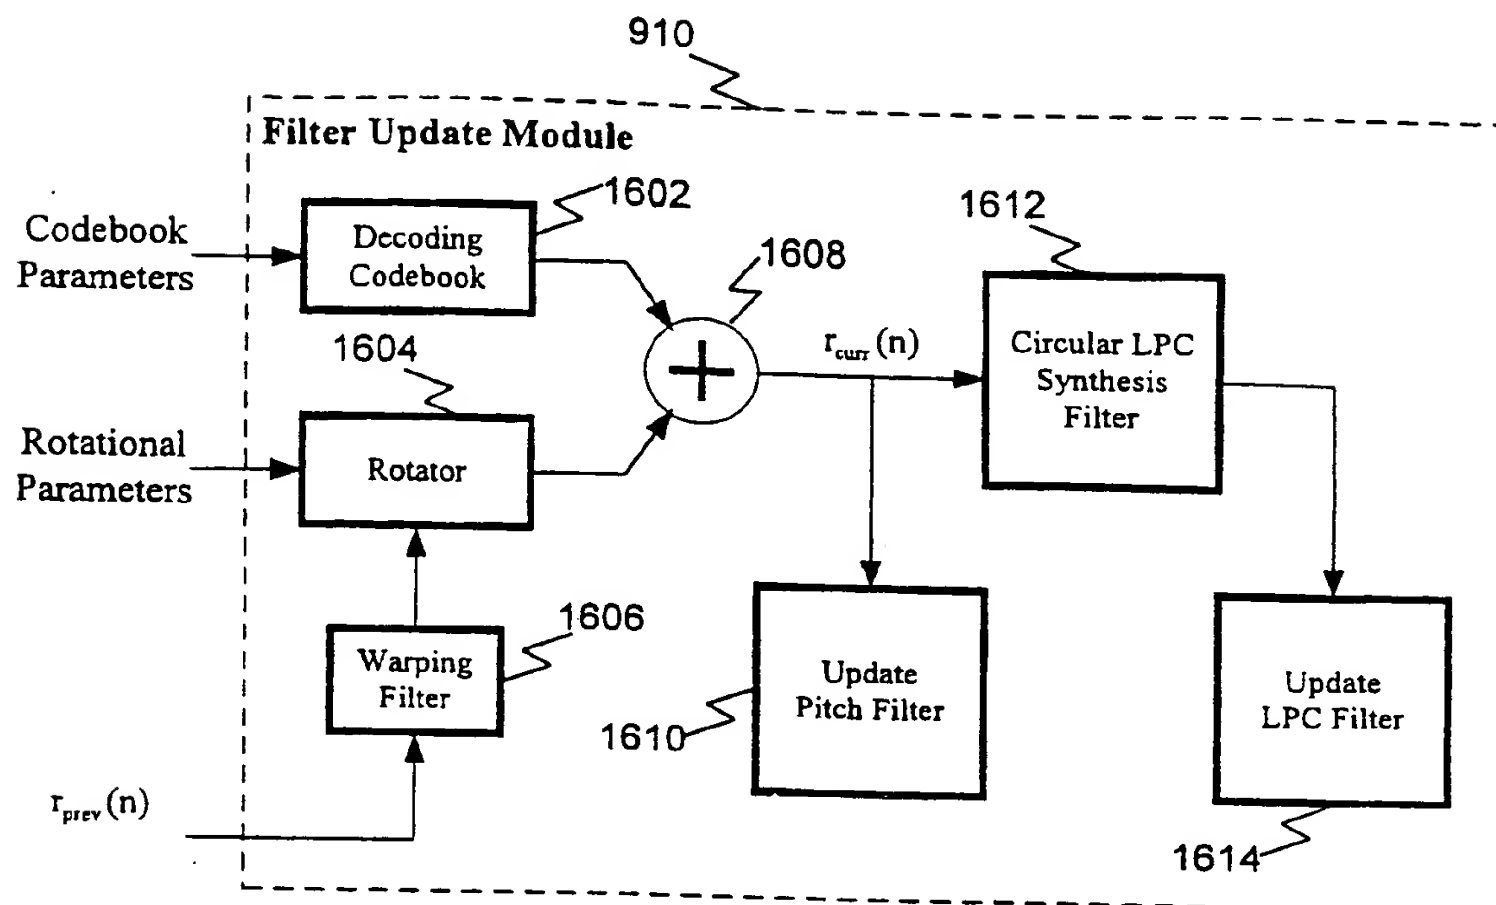 910
Filter Update Module
1602
Codebook
Parameters
Decoding
Codebook
1608
1612
1604
r_curr(n)
Circular LPC
Synthesis
Filter
Rotational
Parameters
Rotator
1606
Warping
Filter
Update
Pitch Filter
1610
Update
LPC Filter
r_prev(n)
1614